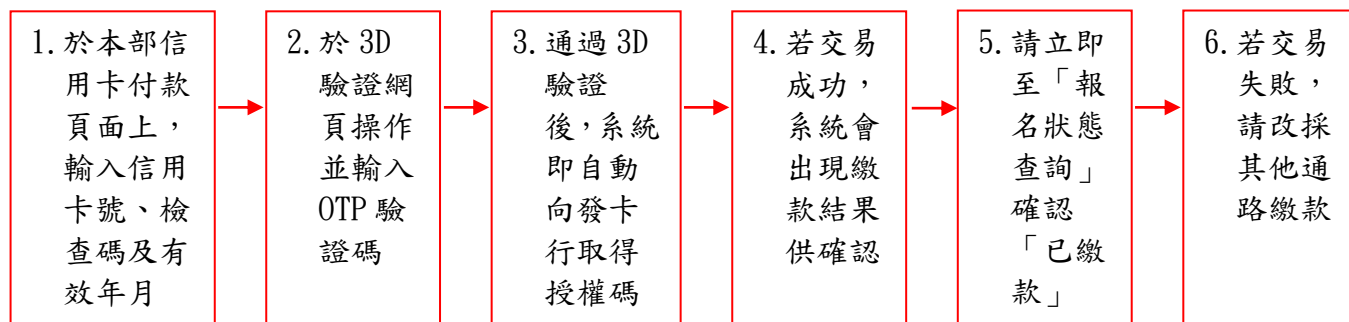 1.於本部信
用卡付款
頁面上，
輸入信用
卡號、檢
查碼及有
效年月
2.於 3D
驗證網
頁操作
並輸入
OTP 驗
證碼
3.通過 3D
驗證
後，系統
即自動
向發卡
行取得
授權碼
4.若交易
成功，
系統會
出現繳
款結果
供確認
5.請立即
至「報
名狀態
查詢」
確認
「已繳
款」
6.若交易
失敗，
請改採
其他通
路繳款